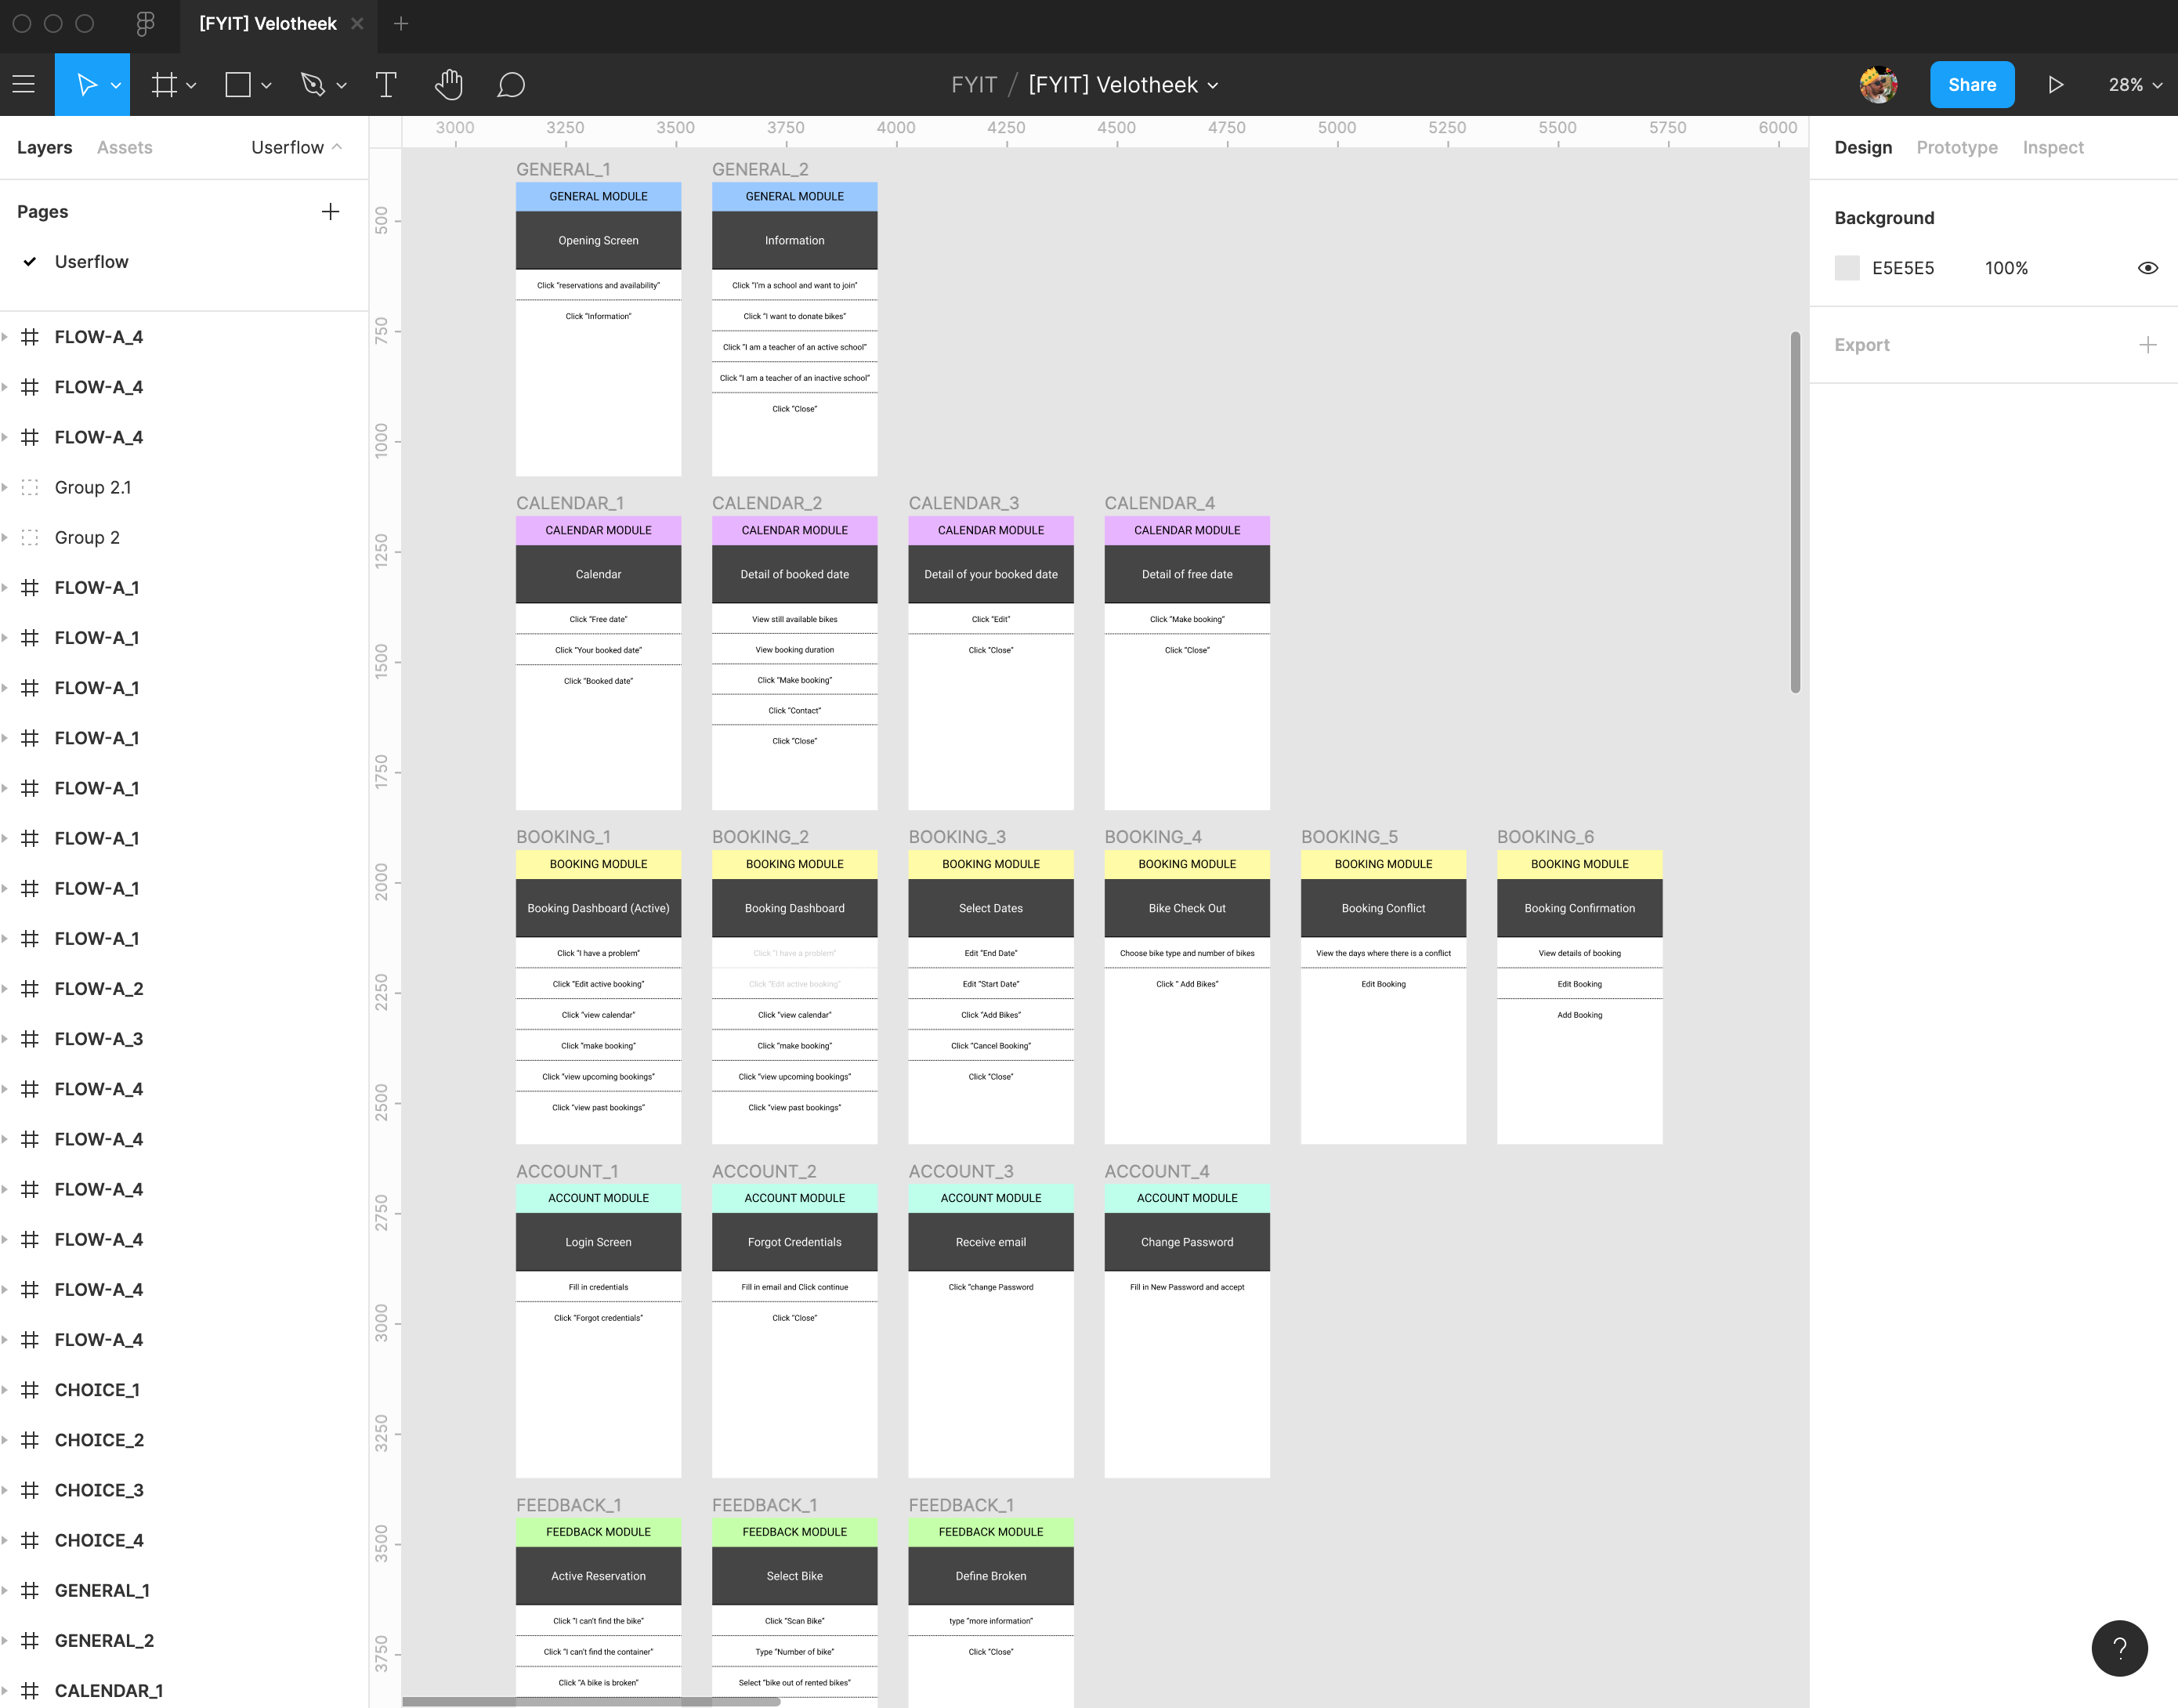 [FYIT] Velotheek
FYIT / [FYIT] Velotheek
Share
28%
Layers Assets Userflow
Pages
Userflow
FLOW-A_4
FLOW-A_4
FLOW-A_4
Group 2.1
Group 2
FLOW-A_1
FLOW-A_1
FLOW-A_1
FLOW-A_1
FLOW-A_1
FLOW-A_1
FLOW-A_1
FLOW-A_1
FLOW-A_2
FLOW-A_3
FLOW-A_4
FLOW-A_4
FLOW-A_4
FLOW-A_4
FLOW-A_4
FLOW-A_4
CHOICE_1
CHOICE_2
CHOICE_3
CHOICE_4
GENERAL_1
GENERAL_2
CALENDAR_1
3000 3250 3500 3750 4000 4250 4500 4750 5000 5250 5500 5750 6000
500
750
1000
1250
1500
1750
2000
2250
2500
2750
3000
3250
3500
3750
GENERAL_1
GENERAL MODULE
Opening Screen
Click “reservations and availability”
Click “Information”
GENERAL_2
GENERAL MODULE
Information
Click “I’m a school and want to join”
Click “I want to donate bikes”
Click “I am a teacher of an active school”
Click “I am a teacher of an inactive school”
Click “Close”
CALENDAR_1
CALENDAR MODULE
Calendar
Click “Free date”
Click “Your booked date”
Click “Booked date”
CALENDAR_2
CALENDAR MODULE
Detail of booked date
View still available bikes
View booking duration
Click “Make booking”
Click “Contact”
Click “Close”
CALENDAR_3
CALENDAR MODULE
Detail of your booked date
Click “Edit”
Click “Close”
CALENDAR_4
CALENDAR MODULE
Detail of free date
Click “Make booking”
Click “Close”
BOOKING_1
BOOKING MODULE
Booking Dashboard (Active)
Click “I have a problem”
Click “Edit active booking”
Click “view calendar”
Click “make booking”
Click “view upcoming bookings”
Click “view past bookings”
BOOKING_2
BOOKING MODULE
Booking Dashboard
Click “I have a problem”
Click “Edit active booking”
Click “view calendar”
Click “make booking”
Click “view upcoming bookings”
Click “view past bookings”
BOOKING_3
BOOKING MODULE
Select Dates
Edit “End Date”
Edit “Start Date”
Click “Add Bikes”
Click “Cancel Booking”
Click “Close”
BOOKING_4
BOOKING MODULE
Bike Check Out
Choose bike type and number of bikes
Click “ Add Bikes”
BOOKING_5
BOOKING MODULE
Booking Conflict
View the days where there is a conflict
Edit Booking
BOOKING_6
BOOKING MODULE
Booking Confirmation
View details of booking
Edit Booking
Add Booking
ACCOUNT_1
ACCOUNT MODULE
Login Screen
Fill in credentials
Click “Forgot credentials”
ACCOUNT_2
ACCOUNT MODULE
Forgot Credentials
Fill in email and Click continue
Click “Close”
ACCOUNT_3
ACCOUNT MODULE
Receive email
Click “change Password
ACCOUNT_4
ACCOUNT MODULE
Change Password
Fill in New Password and accept
FEEDBACK_1
FEEDBACK MODULE
Active Reservation
Click “I can’t find the bike”
Click “I can’t find the container”
Click “A bike is broken”
FEEDBACK_1
FEEDBACK MODULE
Select Bike
Click “Scan Bike”
Type “Number of bike”
Select “bike out of rented bikes”
FEEDBACK_1
FEEDBACK MODULE
Define Broken
type “more information”
Click “Close”
Design Prototype Inspect
Background
E5E5E5 100%
Export
?